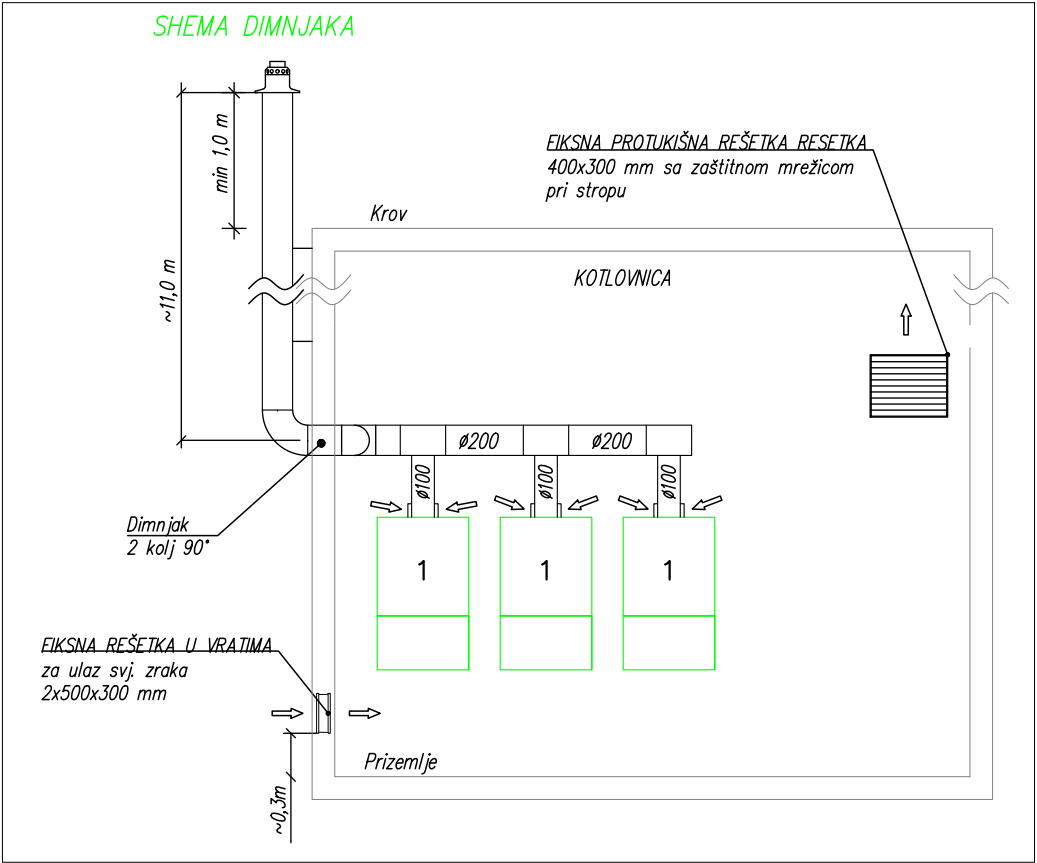 SHEMA DIMNJAKA
min 1,0 m
~11,0 m
FIKSNA PROTUKIŠNA REŠETKA RESETKA
400x300 mm sa zaštitnom mrežicom
pri stropu
Krov
KOTLOVNICA
ø200
ø200
ø100
ø100
ø100
Dimnjak
2 kolj 90°
1
1
1
FIKSNA REŠETKA U VRATIMA
za ulaz svj. zraka
2x500x300 mm
Prizemlje
~0,3m